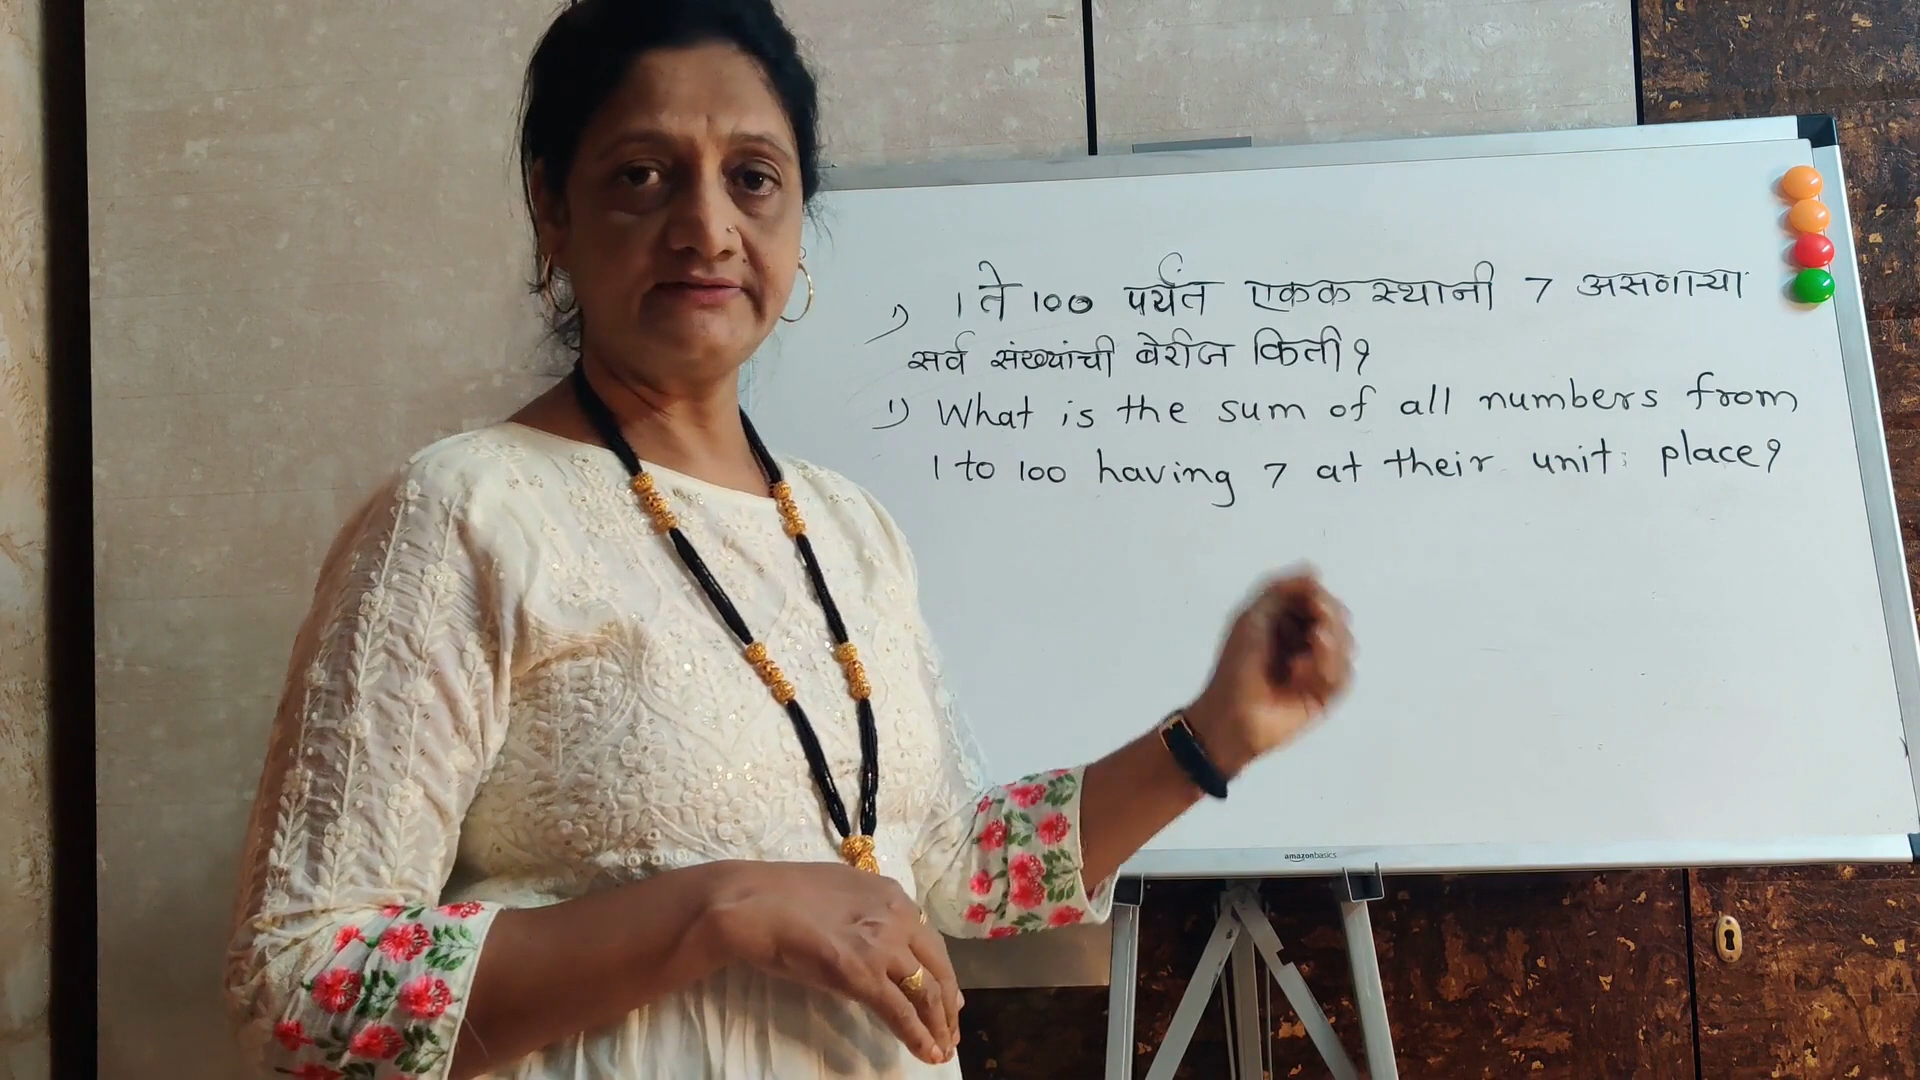 1) 1 ते 100 पर्यंत एकक स्थानी 7 असणाऱ्या
सर्व संख्यांची बेरीज किती?
1) What is the sum of all numbers from
1 to 100 having 7 at their unit place?
amazonbasics